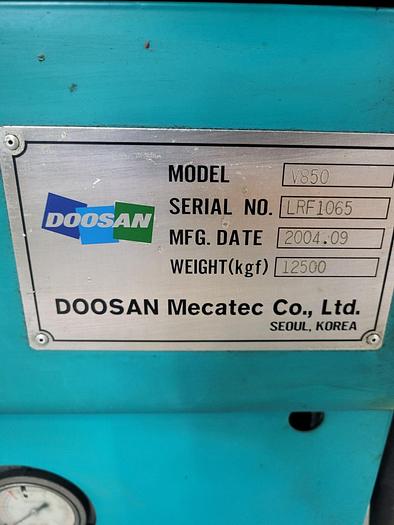 DOOSAN
MODEL V850
SERIAL NO. LRF1065
MFG. DATE 2004.09
WEIGHT(kgf) 12500
DOOSAN Mecatec Co., Ltd.
SEOUL, KOREA